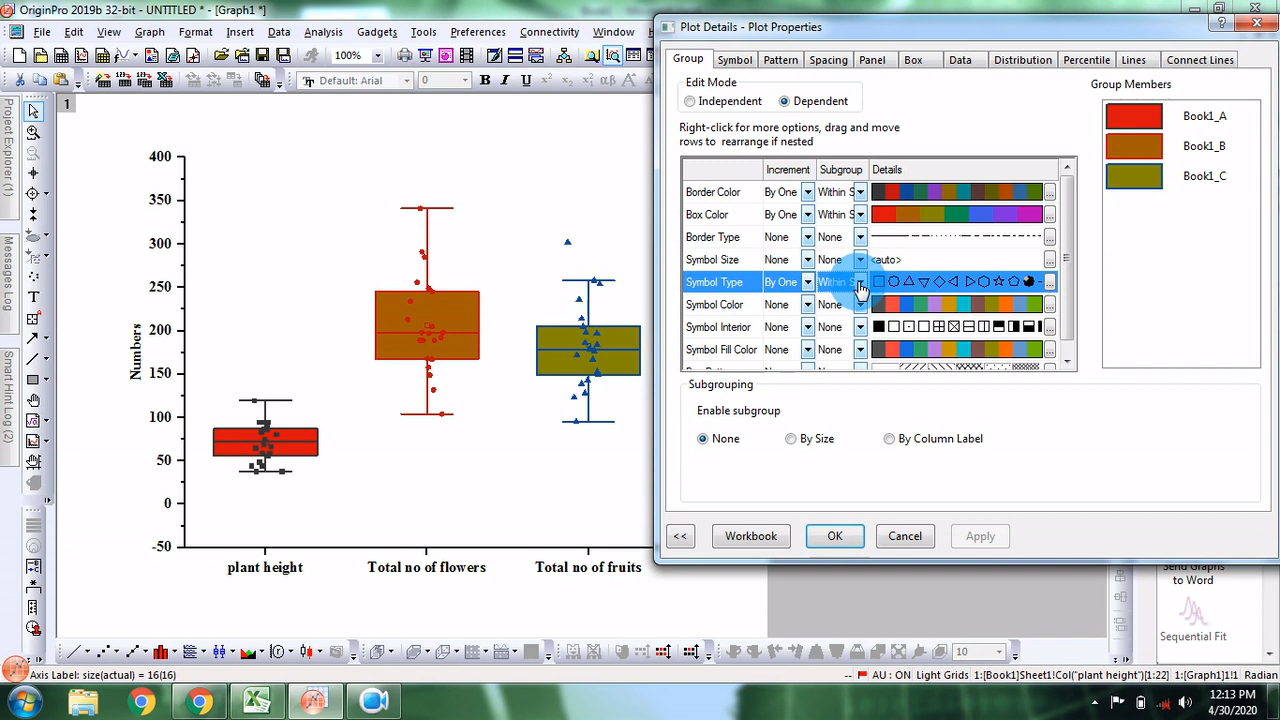 OriginPro 2019b 32-bit - UNTITLED * - [Graph1 *]
File Edit View Graph Format Insert Data Analysis Gadgets Tools Preferences Connectivity Window
100%
Default: Arial 0 B I U
1
Project Explorer (1)
Messages Log
Smart Hint Log (2)
400
350
300
250
200
150
100
50
0
-50
Numbers
plant height Total no of flowers Total no of fruits
Plot Details - Plot Properties
Group Symbol Pattern Spacing Panel Box Data Distribution Percentile Lines Connect Lines
Edit Mode
Independent Dependent
Right-click for more options, drag and move
rows to rearrange if nested
Increment Subgroup Details
Border Color By One Within S
Box Color By One Within S
Border Type None None
Symbol Size None None <auto>
Symbol Type By One Within S
Symbol Color None None
Symbol Interior None None
Symbol Fill Color None None
Group Members
Book1_A
Book1_B
Book1_C
Subgrouping
Enable subgroup
None By Size By Column Label
<< Workbook OK Cancel Apply
Send Graphs
to Word
Sequential Fit
10
Axis Label: size(actual) = 16(16)
-- AU : ON Light Grids 1:[Book1]Sheet1!Col("plant height")[1:22] 1:[Graph1]1!1 Radian
12:13 PM
4/30/2020